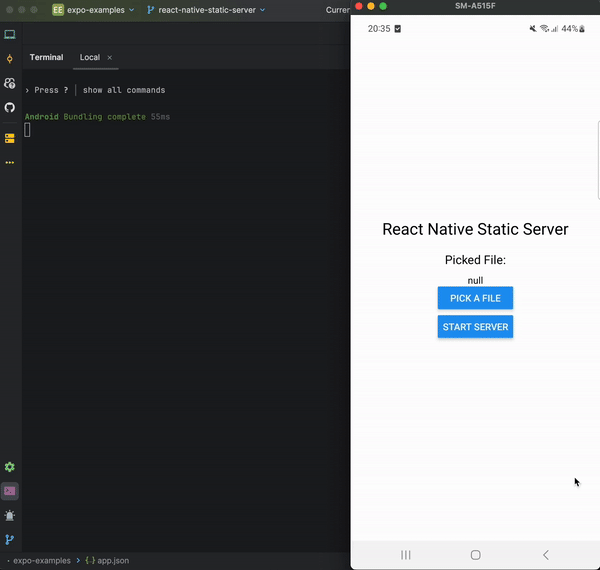 EE expo-examples
react-native-static-server
Curren
Terminal
Local ×
› Press ? │ show all commands
Android Bundling complete 55ms
expo-examples › {..} app.json
SM-A515F
20:35
44%
React Native Static Server
Picked File:
null
PICK A FILE
START SERVER